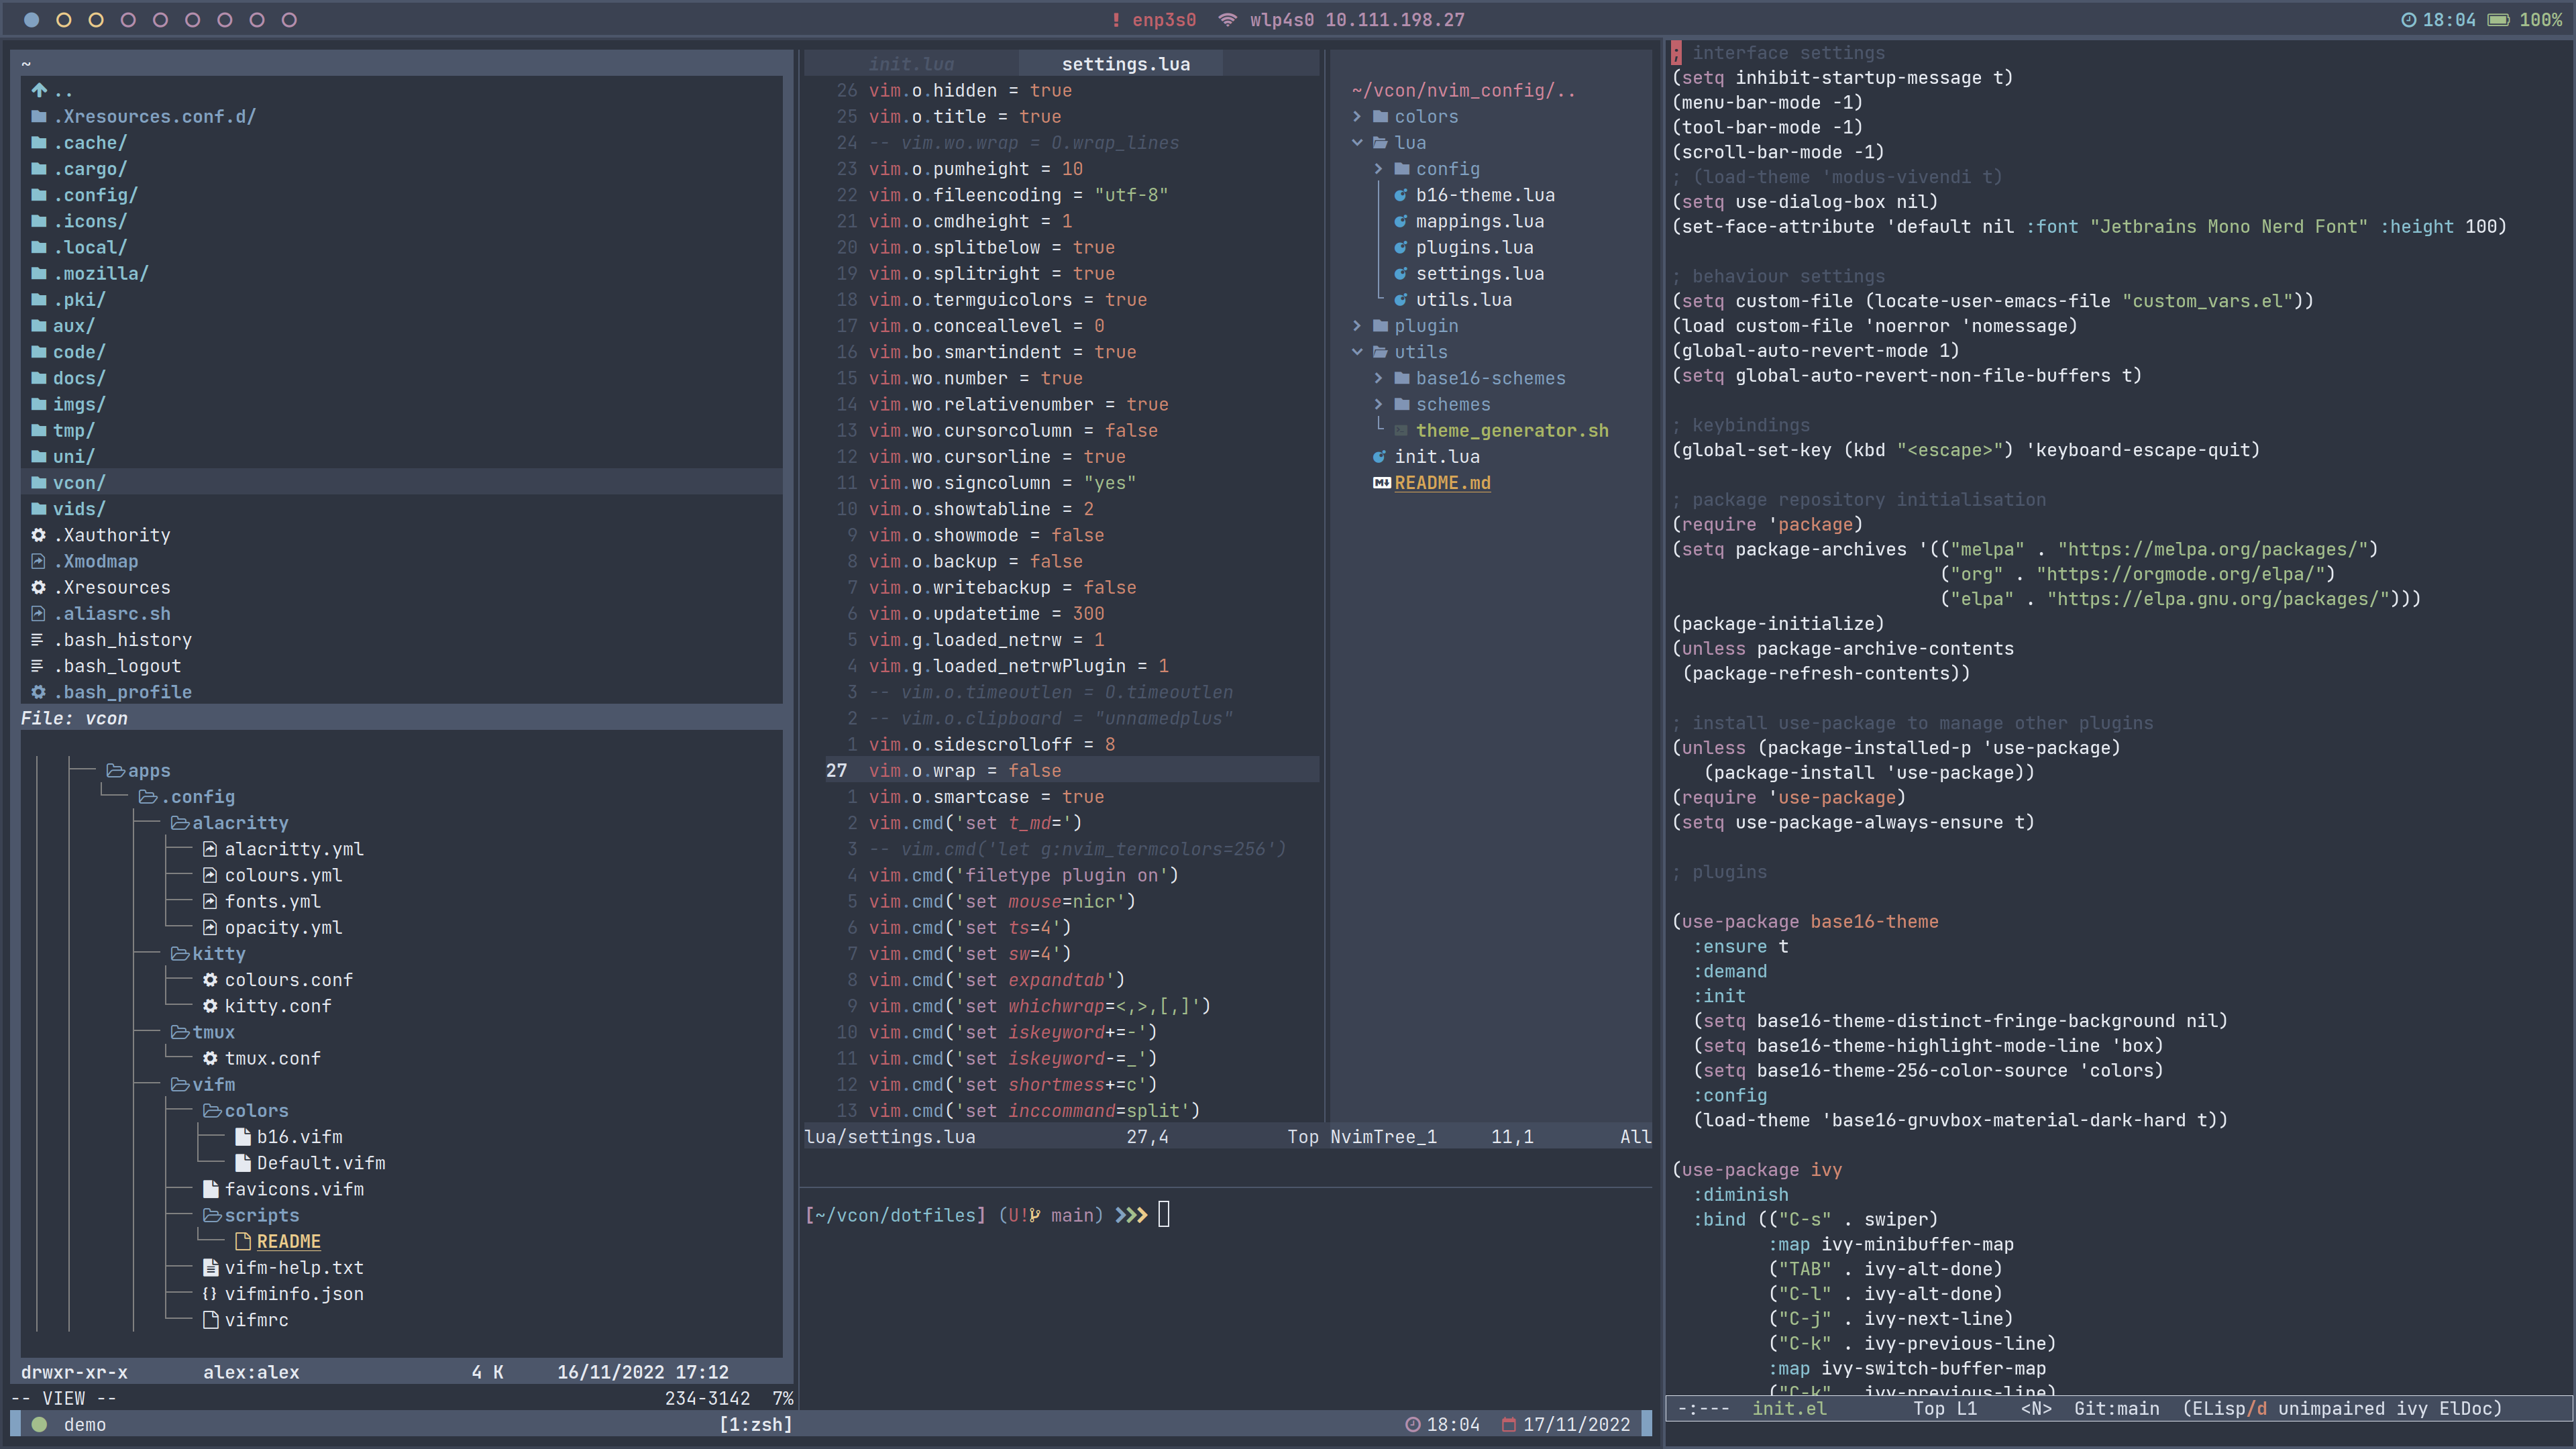 enp3s0 wlp4s0 10.111.198.27
18:04 100%
~
..
.Xresources.conf.d/
.cache/
.cargo/
.config/
.icons/
.local/
.mozilla/
.pki/
aux/
code/
docs/
imgs/
tmp/
uni/
vcon/
vids/
.Xauthority
.Xmodmap
.Xresources
.aliasrc.sh
.bash_history
.bash_logout
.bash_profile
File: vcon
apps
.config
alacritty
alacritty.yml
colours.yml
fonts.yml
opacity.yml
kitty
colours.conf
kitty.conf
tmux
tmux.conf
vifm
colors
b16.vifm
Default.vifm
favicons.vifm
scripts
README
vifm-help.txt
vifminfo.json
vifmrc
drwxr-xr-x alex:alex 4 K 16/11/2022 17:12
-- VIEW -- 234-3142 7%
init.lua settings.lua
26 vim.o.hidden = true
25 vim.o.title = true
24 -- vim.wo.wrap = O.wrap_lines
23 vim.o.pumheight = 10
22 vim.o.fileencoding = "utf-8"
21 vim.o.cmdheight = 1
20 vim.o.splitbelow = true
19 vim.o.splitright = true
18 vim.o.termguicolors = true
17 vim.o.conceallevel = 0
16 vim.bo.smartindent = true
15 vim.wo.number = true
14 vim.wo.relativenumber = true
13 vim.wo.cursorcolumn = false
12 vim.wo.cursorline = true
11 vim.wo.signcolumn = "yes"
10 vim.o.showtabline = 2
9 vim.o.showmode = false
8 vim.o.backup = false
7 vim.o.writebackup = false
6 vim.o.updatetime = 300
5 vim.g.loaded_netrw = 1
4 vim.g.loaded_netrwPlugin = 1
3 -- vim.o.timeoutlen = O.timeoutlen
2 -- vim.o.clipboard = "unnamedplus"
1 vim.o.sidescrolloff = 8
27 vim.o.wrap = false
1 vim.o.smartcase = true
2 vim.cmd('set t_md=')
3 -- vim.cmd('let g:nvim_termcolors=256')
4 vim.cmd('filetype plugin on')
5 vim.cmd('set mouse=nicr')
6 vim.cmd('set ts=4')
7 vim.cmd('set sw=4')
8 vim.cmd('set expandtab')
9 vim.cmd('set whichwrap=<,>,[,]')
10 vim.cmd('set iskeyword+=-')
11 vim.cmd('set iskeyword-=_')
12 vim.cmd('set shortmess+=c')
13 vim.cmd('set inccommand=split')
lua/settings.lua 27,4 Top
~/vcon/nvim_config/..
colors
lua
config
b16-theme.lua
mappings.lua
plugins.lua
settings.lua
utils.lua
plugin
utils
base16-schemes
schemes
theme_generator.sh
init.lua
README.md
NvimTree_1 11,1 All
[~/vcon/dotfiles] (U! main)
demo [1:zsh] 18:04 17/11/2022
; interface settings
(setq inhibit-startup-message t)
(menu-bar-mode -1)
(tool-bar-mode -1)
(scroll-bar-mode -1)
; (load-theme 'modus-vivendi t)
(setq use-dialog-box nil)
(set-face-attribute 'default nil :font "Jetbrains Mono Nerd Font" :height 100)
; behaviour settings
(setq custom-file (locate-user-emacs-file "custom_vars.el"))
(load custom-file 'noerror 'nomessage)
(global-auto-revert-mode 1)
(setq global-auto-revert-non-file-buffers t)
; keybindings
(global-set-key (kbd "<escape>") 'keyboard-escape-quit)
; package repository initialisation
(require 'package)
(setq package-archives '(("melpa" . "https://melpa.org/packages/")
("org" . "https://orgmode.org/elpa/")
("elpa" . "https://elpa.gnu.org/packages/")))
(package-initialize)
(unless package-archive-contents
(package-refresh-contents))
; install use-package to manage other plugins
(unless (package-installed-p 'use-package)
(package-install 'use-package))
(require 'use-package)
(setq use-package-always-ensure t)
; plugins
(use-package base16-theme
:ensure t
:demand
:init
(setq base16-theme-distinct-fringe-background nil)
(setq base16-theme-highlight-mode-line 'box)
(setq base16-theme-256-color-source 'colors)
:config
(load-theme 'base16-gruvbox-material-dark-hard t))
(use-package ivy
:diminish
:bind (("C-s" . swiper)
:map ivy-minibuffer-map
("TAB" . ivy-alt-done)
("C-l" . ivy-alt-done)
("C-j" . ivy-next-line)
("C-k" . ivy-previous-line)
:map ivy-switch-buffer-map
("C-k" . ivy-previous-line)
-:--- init.el Top L1 <N> Git:main (ELisp/d unimpaired ivy ElDoc)